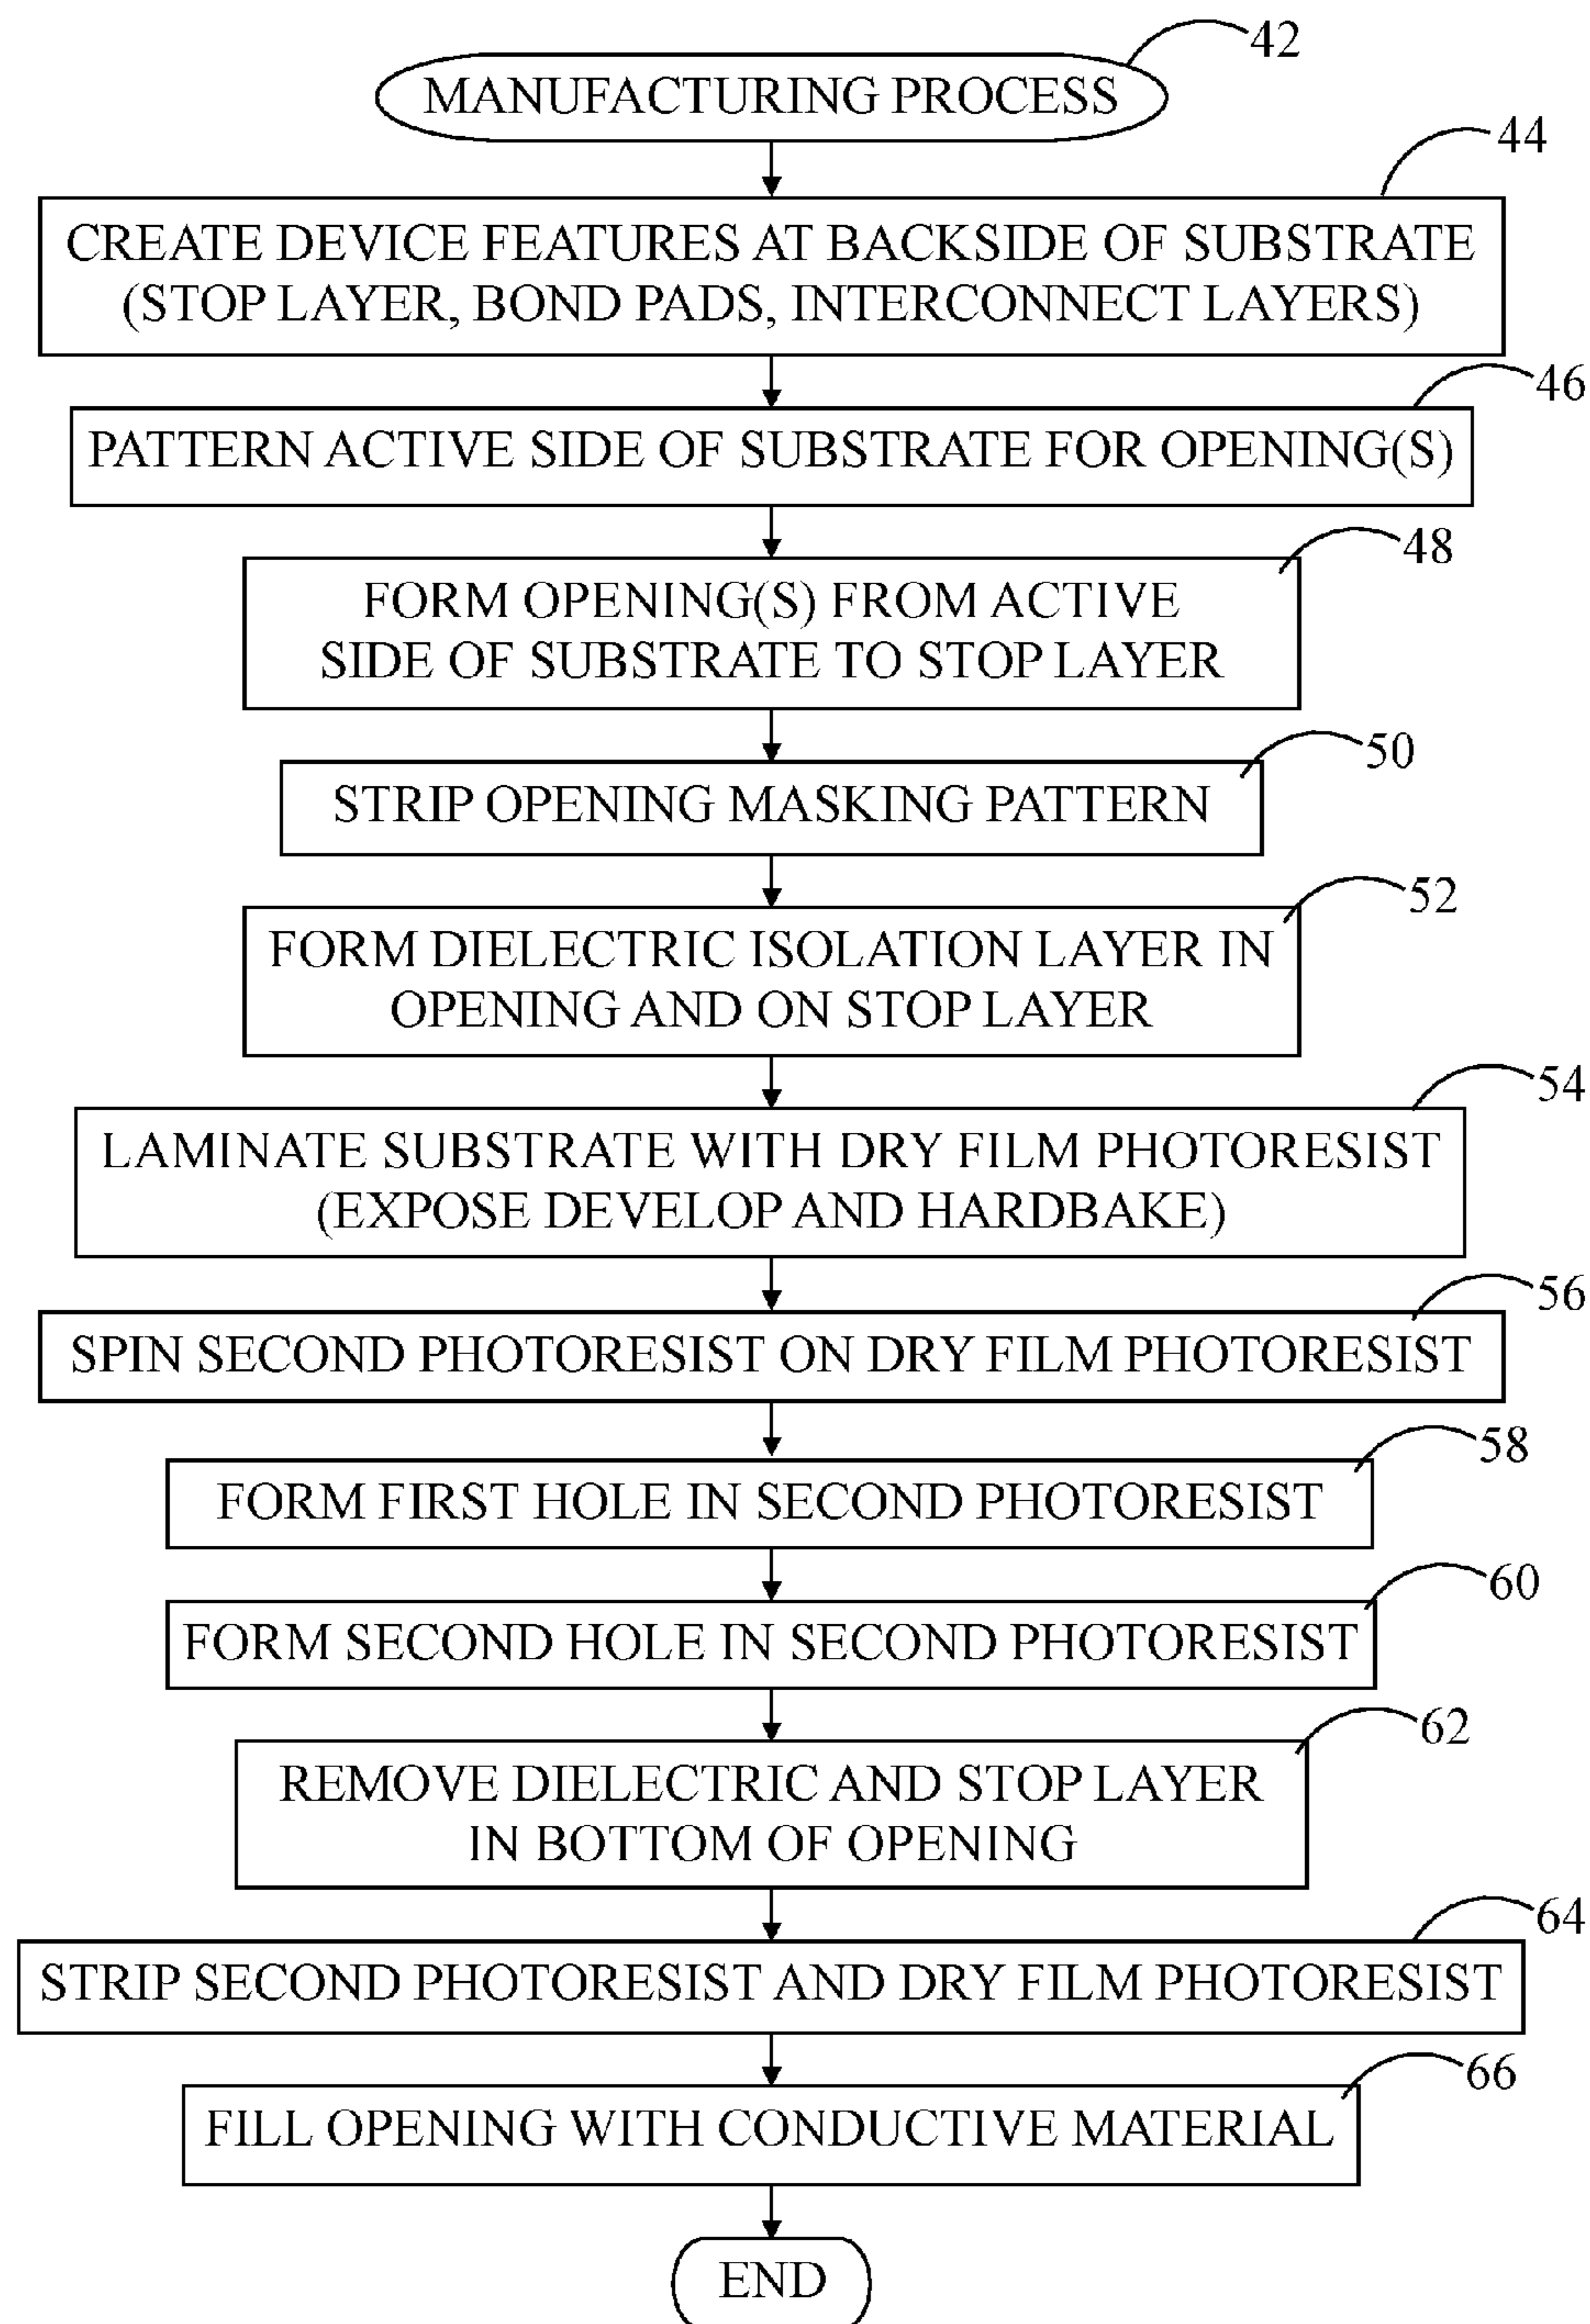 42
MANUFACTURING PROCESS
44
CREATE DEVICE FEATURES AT BACKSIDE OF SUBSTRATE
(STOP LAYER, BOND PADS, INTERCONNECT LAYERS)
46
PATTERN ACTIVE SIDE OF SUBSTRATE FOR OPENING(S)
48
FORM OPENING(S) FROM ACTIVE
SIDE OF SUBSTRATE TO STOP LAYER
50
STRIP OPENING MASKING PATTERN
52
FORM DIELECTRIC ISOLATION LAYER IN
OPENING AND ON STOP LAYER
54
LAMINATE SUBSTRATE WITH DRY FILM PHOTORESIST
(EXPOSE DEVELOP AND HARDBAKE)
56
SPIN SECOND PHOTORESIST ON DRY FILM PHOTORESIST
58
FORM FIRST HOLE IN SECOND PHOTORESIST
60
FORM SECOND HOLE IN SECOND PHOTORESIST
62
REMOVE DIELECTRIC AND STOP LAYER
IN BOTTOM OF OPENING
64
STRIP SECOND PHOTORESIST AND DRY FILM PHOTORESIST
66
FILL OPENING WITH CONDUCTIVE MATERIAL
END